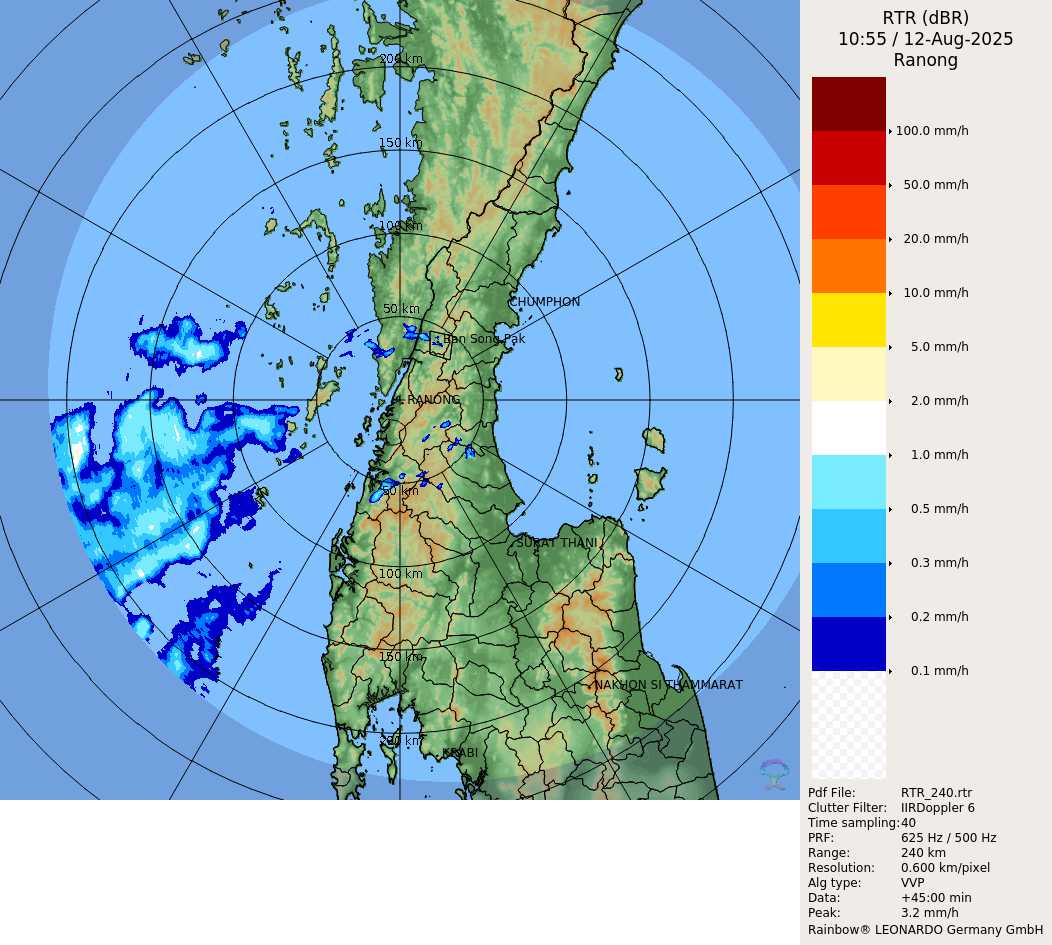 RTR (dBR)
10:55 / 12-Aug-2025
Ranong
200 km
150 km
100 km
50 km
CHUMPHON
Ban Song Pak
RANONG
50 km
SURAT THANI
100 km
150 km
NAKHON SI THAMMARAT
200 km
KRABI
100.0 mm/h
50.0 mm/h
20.0 mm/h
10.0 mm/h
5.0 mm/h
2.0 mm/h
1.0 mm/h
0.5 mm/h
0.3 mm/h
0.2 mm/h
0.1 mm/h
Pdf File: RTR_240.rtr
Clutter Filter: IIRDoppler 6
Time sampling:40
PRF: 625 Hz / 500 Hz
Range: 240 km
Resolution: 0.600 km/pixel
Alg type: VVP
Data: +45:00 min
Peak: 3.2 mm/h
Rainbow® LEONARDO Germany GmbH